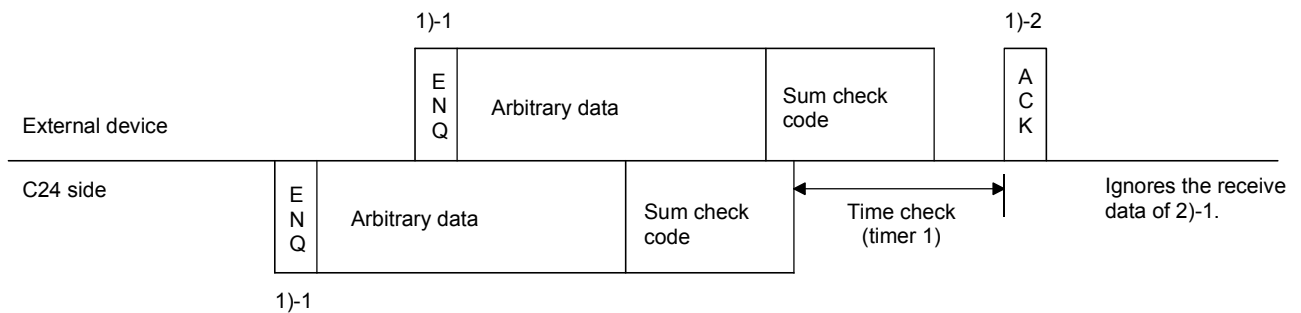 1)-1
1)-2
E
N
Q
Arbitrary data
Sum check
code
A
C
K
External device
C24 side
E
N
Q
Arbitrary data
Sum check
code
Time check
(timer 1)
Ignores the receive
data of 2)-1.
1)-1